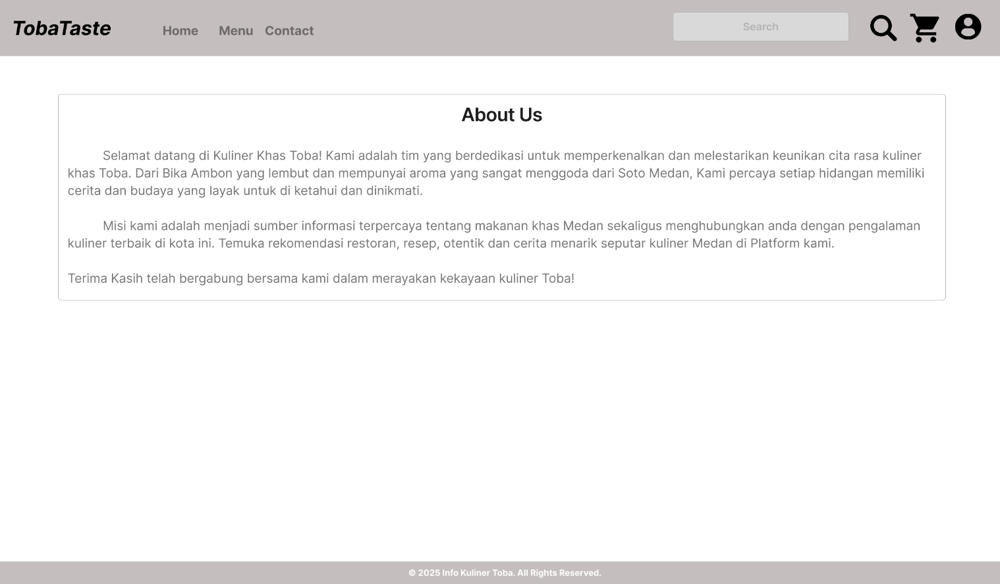 TobaTaste
Home Menu Contact
Search
About Us
Selamat datang di Kuliner Khas Toba! Kami adalah tim yang berdedikasi untuk memperkenalkan dan melestarikan keunikan cita rasa kuliner
khas Toba. Dari Bika Ambon yang lembut dan mempunyai aroma yang sangat menggoda dari Soto Medan, Kami percaya setiap hidangan memiliki
cerita dan budaya yang layak untuk di ketahui dan dinikmati.
Misi kami adalah menjadi sumber informasi terpercaya tentang makanan khas Medan sekaligus menghubungkan anda dengan pengalaman
kuliner terbaik di kota ini. Temuka rekomendasi restoran, resep, otentik dan cerita menarik seputar kuliner Medan di Platform kami.
Terima Kasih telah bergabung bersama kami dalam merayakan kekayaan kuliner Toba!
© 2025 Info Kuliner Toba. All Rights Reserved.